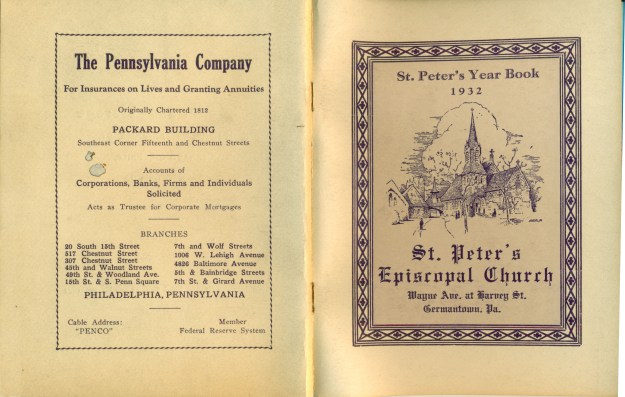 The Pennsylvania Company
For Insurances on Lives and Granting Annuities
Originally Chartered 1812
PACKARD BUILDING
Southeast Corner Fifteenth and Chestnut Streets
Accounts of
Corporations, Banks, Firms and Individuals
Solicited
Acts as Trustee for Corporate Mortgages
BRANCHES
20 South 15th Street
517 Chestnut Street
307 Chestnut Street
45th and Walnut Streets
49th St. & Woodland Ave.
15th St. & S. Penn Square
7th and Wolf Streets
1006 W. Lehigh Avenue
4826 Baltimore Avenue
5th & Bainbridge Streets
7th St. & Girard Avenue
PHILADELPHIA, PENNSYLVANIA
Cable Address:
"PENCO"
Member
Federal Reserve System
St. Peter's Year Book
1932
St. Peter's
Episcopal Church
Wayne Ave. at Harvey St.
Germantown, Pa.